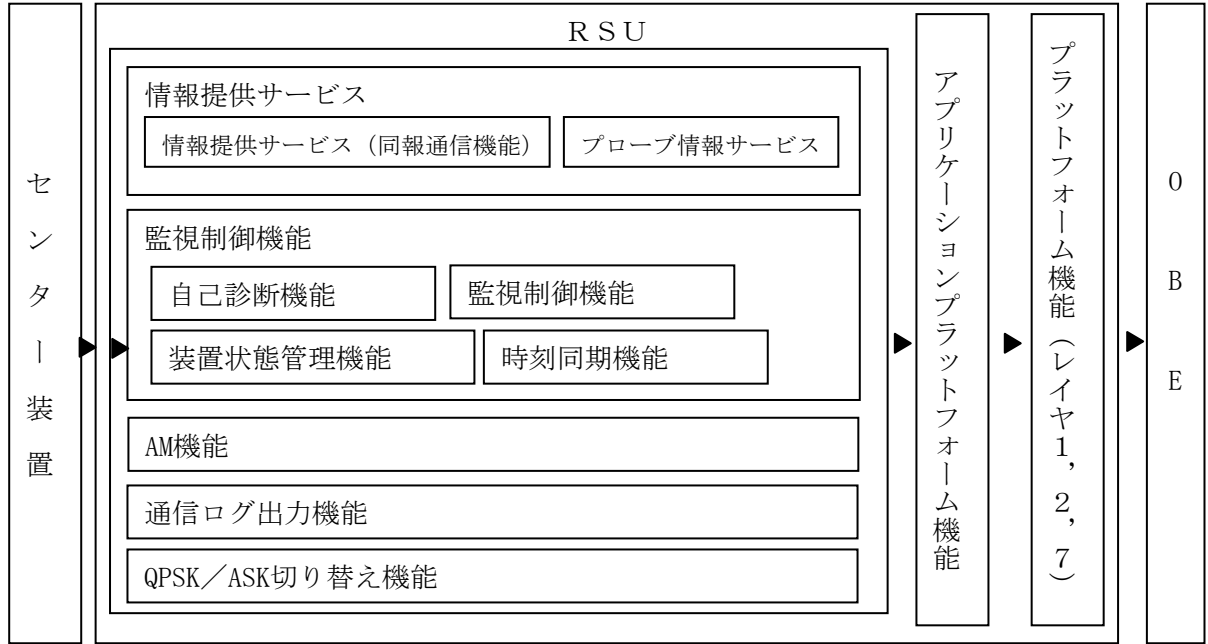 ＲＳＵ
情報提供サービス
情報提供サービス（同報通信機能）
プローブ情報サービス
監視制御機能
自己診断機能
監視制御機能
装置状態管理機能
時刻同期機能
AM機能
通信ログ出力機能
QPSK／ASK切り替え機能
センター装置
アプリケーションプラットフォーム機能
プラットフォーム機能（レイヤ１，２，７）
ＯＢＥ